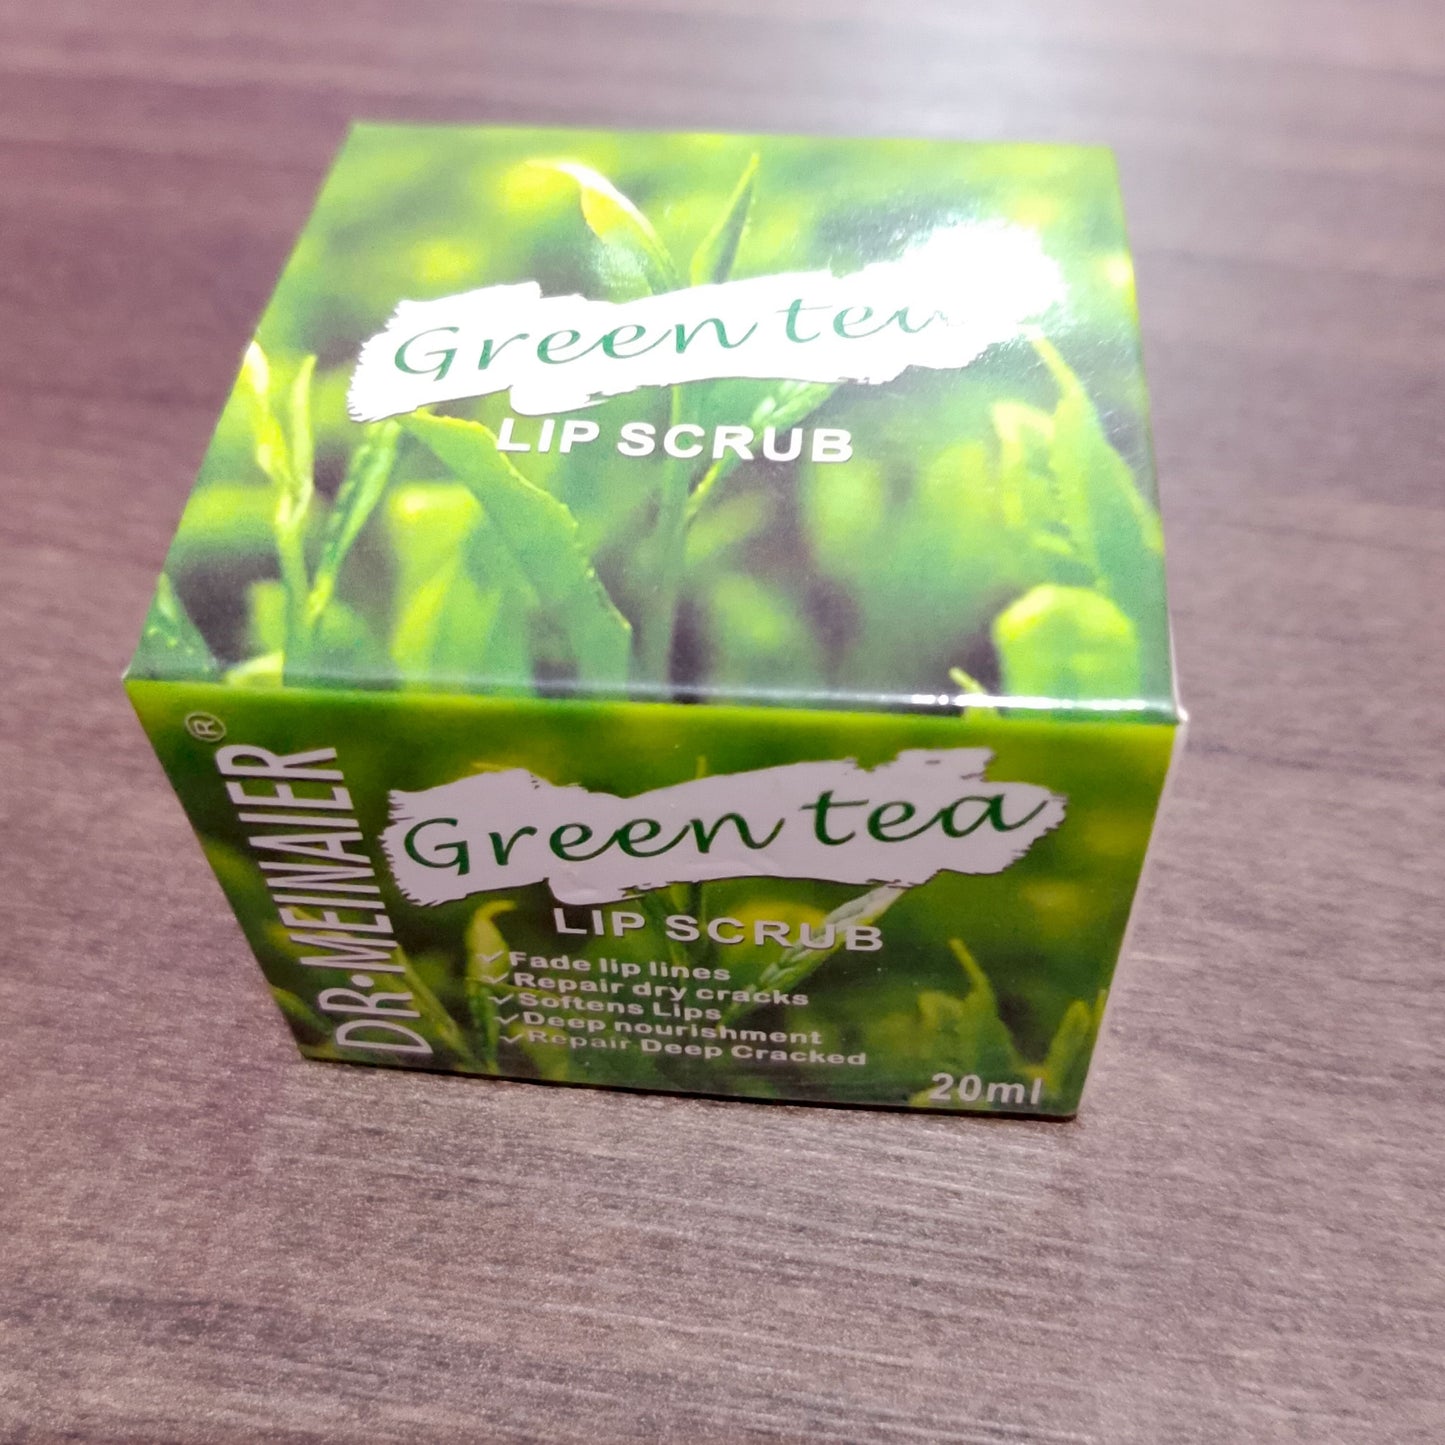 Green tea
LIP SCRUB
DR·MEINAIER®
Green tea
LIP SCRUB
✓Fade lip lines
✓Repair dry cracks
✓Softens Lips
✓Deep nourishment
✓Repair Deep Cracked
20ml